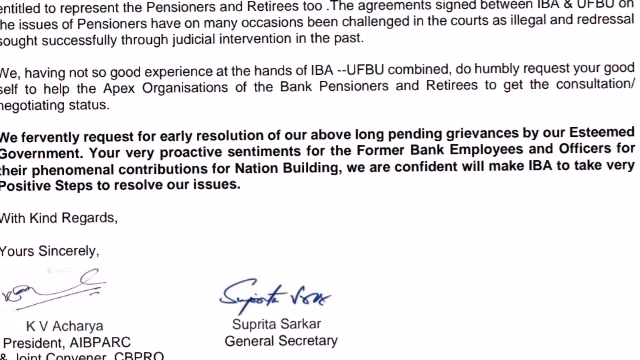 entitled to represent the Pensioners and Retirees too .The agreements signed between IBA & UFBU on
the issues of Pensioners have on many occasions been challenged in the courts as illegal and redressal
sought successfully through judicial intervention in the past.
We, having not so good experience at the hands of IBA --UFBU combined, do humbly request your good
self to help the Apex Organisations of the Bank Pensioners and Retirees to get the consultation/
negotiating status.
We fervently request for early resolution of our above long pending grievances by our Esteemed
Government. Your very proactive sentiments for the Former Bank Employees and Officers for
their phenomenal contributions for Nation Building, we are confident will make IBA to take very
Positive Steps to resolve our issues.
With Kind Regards,
Yours Sincerely,
K V Acharya
Suprita Sarkar
President, AIBPARC
General Secretary
& Joint Convener, CBPRO